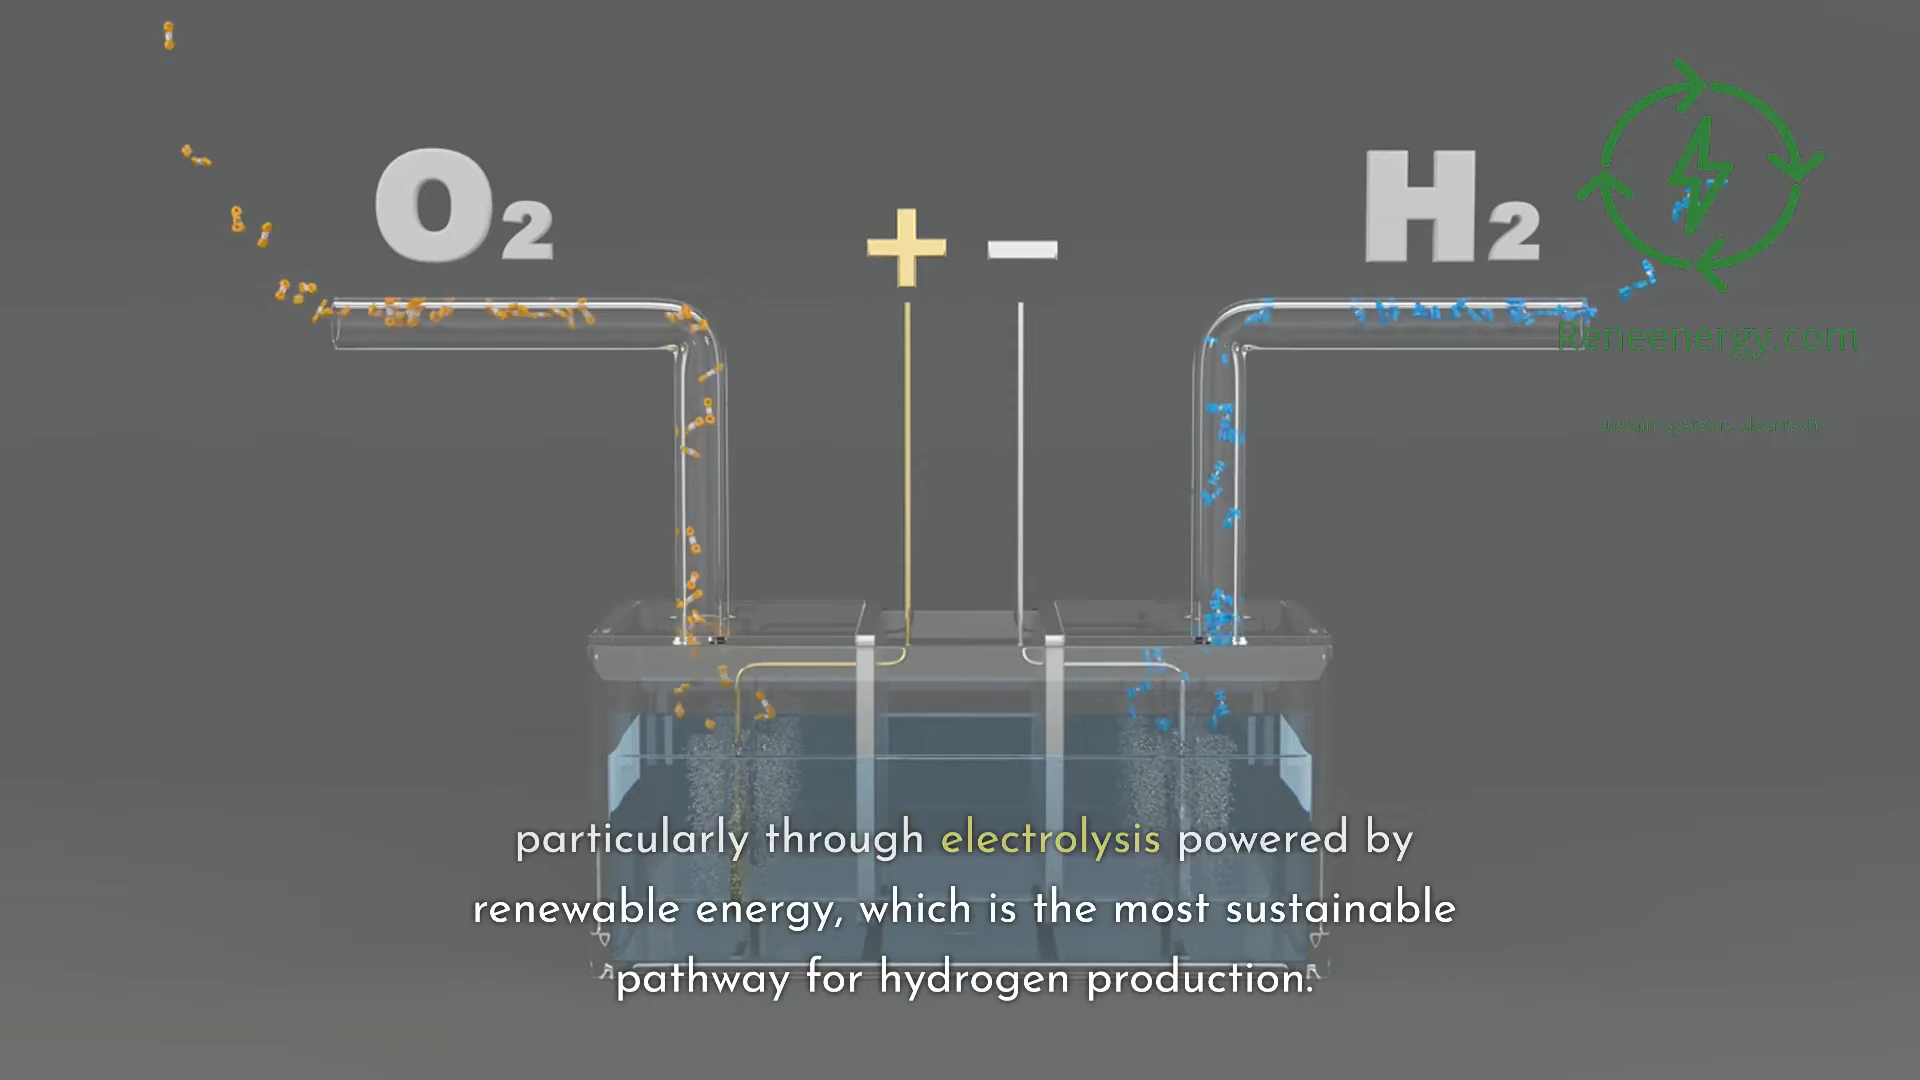 O2
H2
+ −
Reneenergy.com
particularly through electrolysis powered by
renewable energy, which is the most sustainable
pathway for hydrogen production.